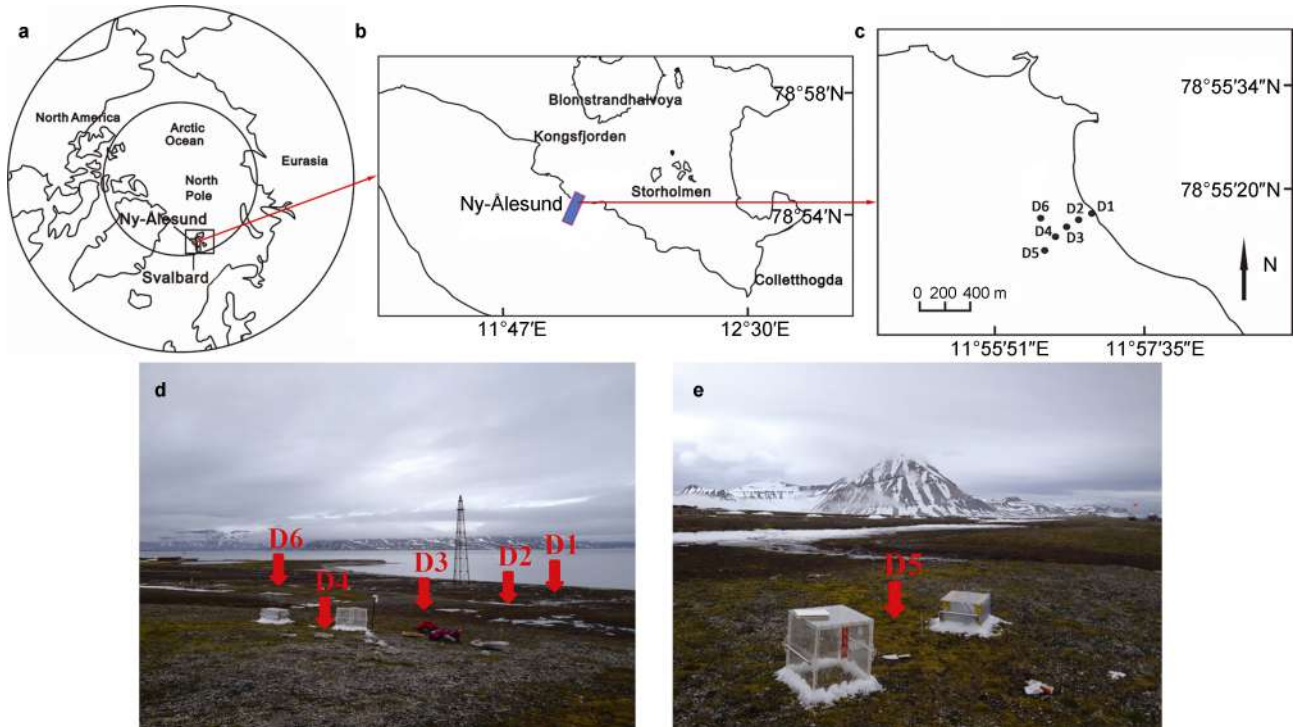 a
North America
Arctic
Ocean
Eurasia
North
Pole
Ny-Ålesund
Svalbard
b
Blomstrandhalvoya
78°58′N
Kongsfjorden
Storholmen
Ny-Ålesund
78°54′N
Colletthogda
11°47′E
12°30′E
c
78°55′34″N
78°55′20″N
D6
D2
D1
D4
D3
D5
N
0 200 400 m
11°55′51″E
11°57′35″E
d
D6
D4
D3
D2
D1
e
D5